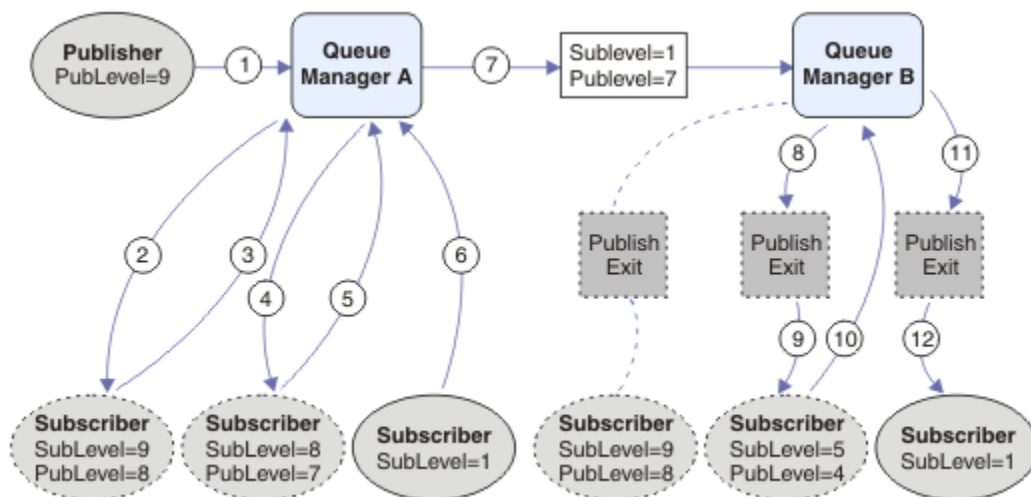 Publisher
PubLevel=9
1
Queue
Manager A
7
Sublevel=1
Publevel=7
Queue
Manager B
2
3
4
5
6
8
11
Publish
Exit
Publish
Exit
Publish
Exit
9
10
12
Subscriber
SubLevel=9
PubLevel=8
Subscriber
SubLevel=8
PubLevel=7
Subscriber
SubLevel=1
Subscriber
SubLevel=9
PubLevel=8
Subscriber
SubLevel=5
PubLevel=4
Subscriber
SubLevel=1